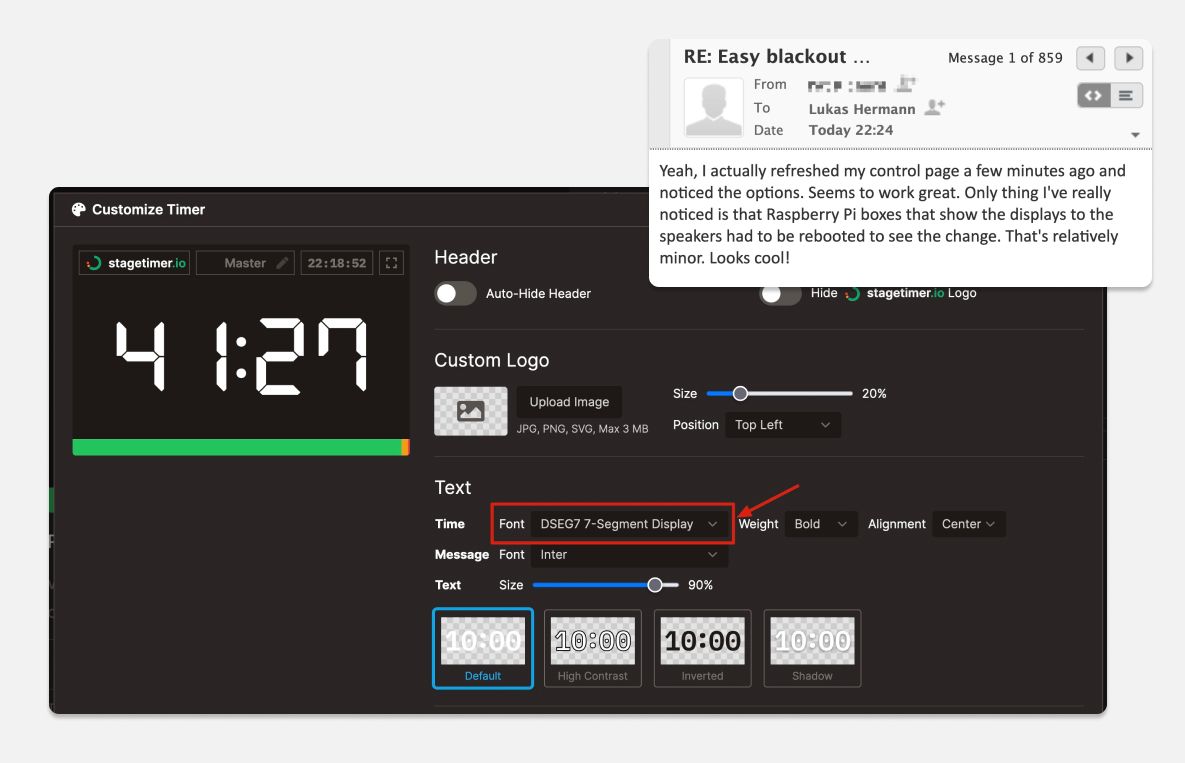 RE: Easy blackout ...
Message 1 of 859
From
To Lukas Hermann
Date Today 22:24
Yeah, I actually refreshed my control page a few minutes ago and
noticed the options. Seems to work great. Only thing I've really
noticed is that Raspberry Pi boxes that show the displays to the
speakers had to be rebooted to see the change. That's relatively
minor. Looks cool!
Customize Timer
stagetimer.io Master 22:18:52
41:27
Header
Auto-Hide Header
Hide stagetimer.io Logo
Custom Logo
Upload Image
JPG, PNG, SVG, Max 3 MB
Size 20%
Position Top Left
Text
Time Font DSEG7 7-Segment Display Weight Bold Alignment Center
Message Font Inter
Text Size 90%
10:00 10:00 10:00 10:00
Default High Contrast Inverted Shadow